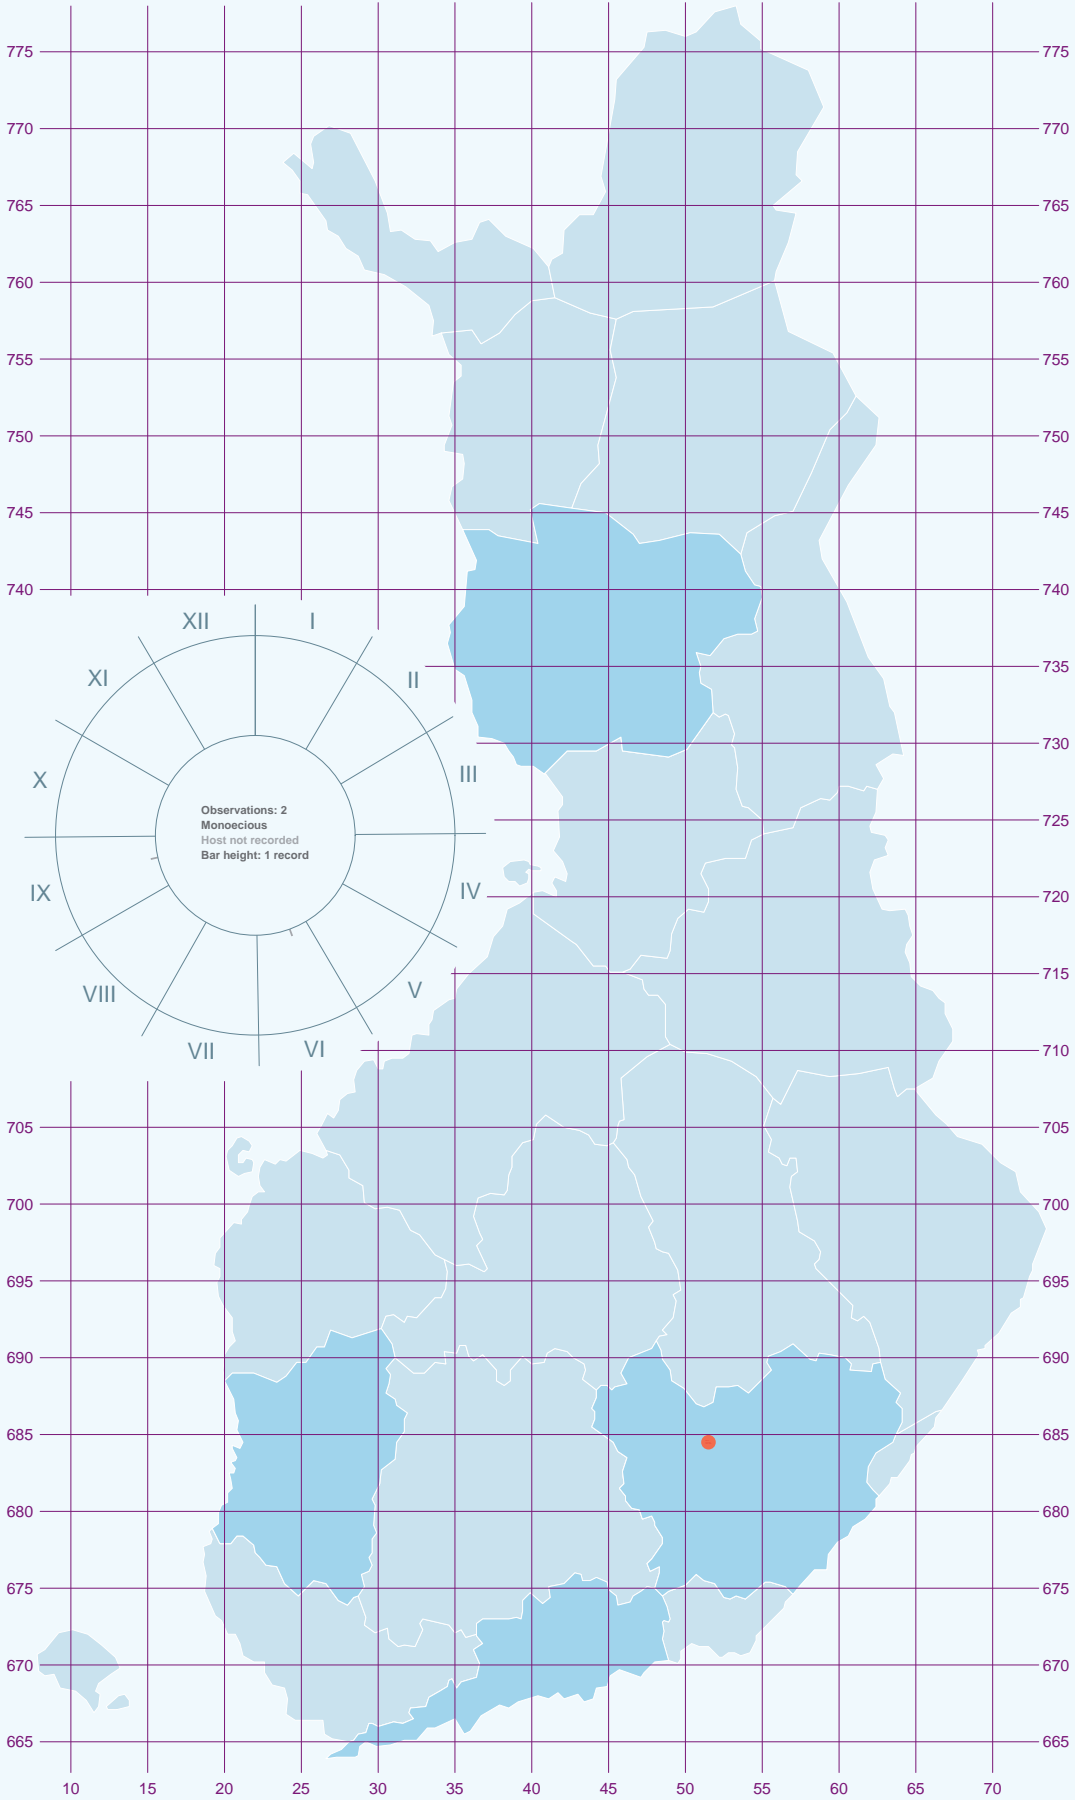 775 775
770 770
765 765
760 760
755 755
750 750
745 745
740 740
XII I
XI II
735
730
X III
725
Observations: 2
Monoecious
Host not recorded
Bar height: 1 record
IX IV
720
715
VIII V
VII VI
710
705 705
700 700
695 695
690 690
685 685
680 680
675 675
670 670
665 665
10 15 20 25 30 35 40 45 50 55 60 65 70